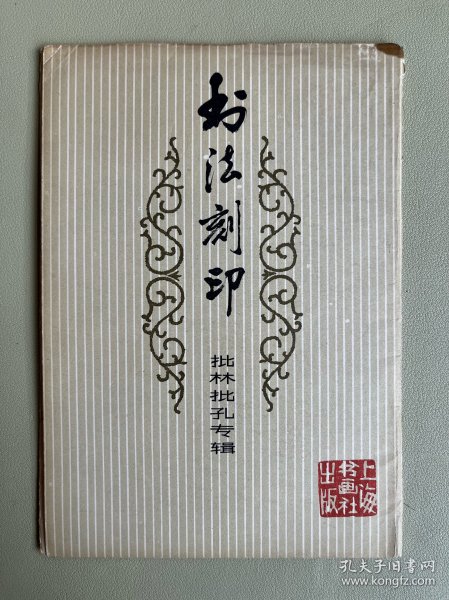 书法刻印
批林批孔专辑
上海
书画社
出版
孔夫子旧书网
www.kongfz.com